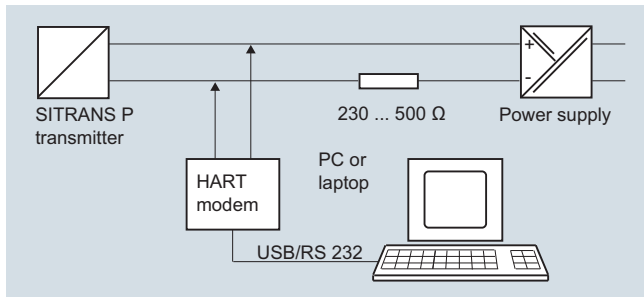 +
-
SITRANS P
transmitter
230 ... 500 Ω
Power supply
HART
modem
PC or
laptop
USB/RS 232